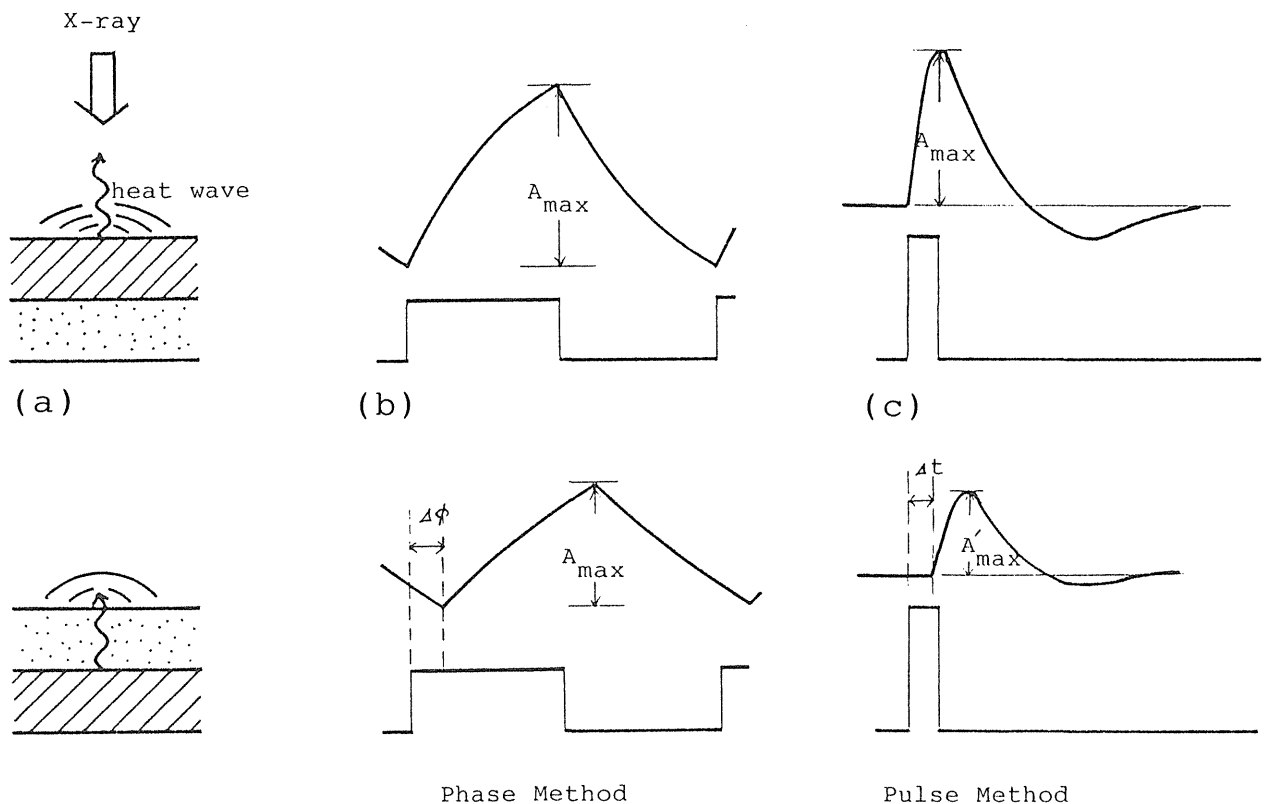 X-ray
heat wave
A max
A max
(a)
(b)
(c)
Δϕ
A max
Δt
A′ max
Phase Method
Pulse Method